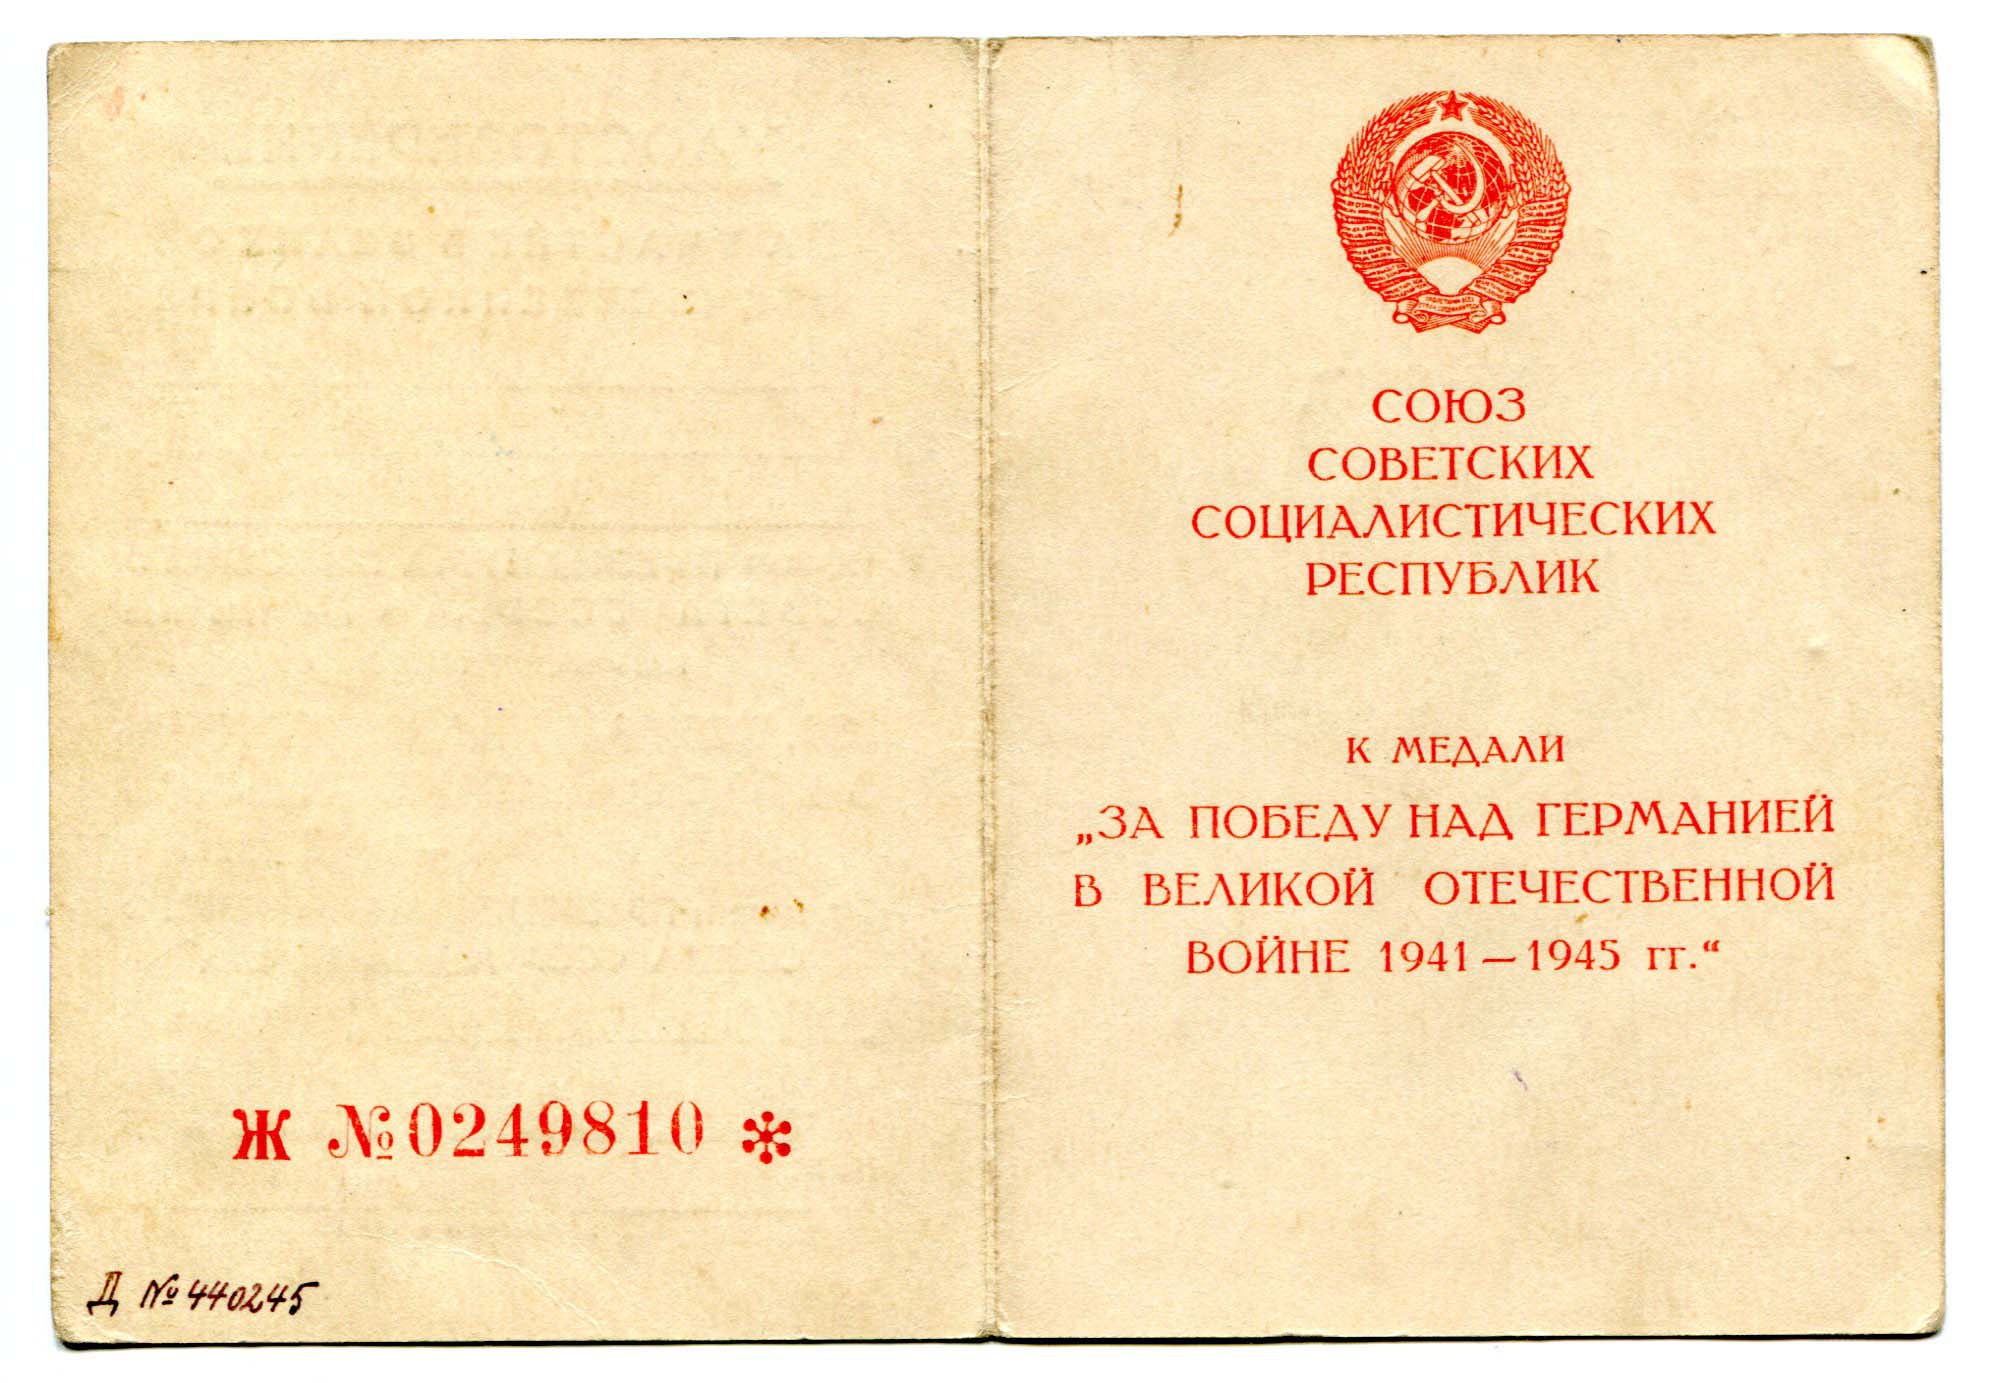 Ж №0249810
Д №440245
СОЮЗ
СОВЕТСКИХ
СОЦИАЛИСТИЧЕСКИХ
РЕСПУБЛИК
К МЕДАЛИ
„ЗА ПОБЕДУ НАД ГЕРМАНИЕЙ
В ВЕЛИКОЙ ОТЕЧЕСТВЕННОЙ
ВОЙНЕ 1941—1945 гг.“